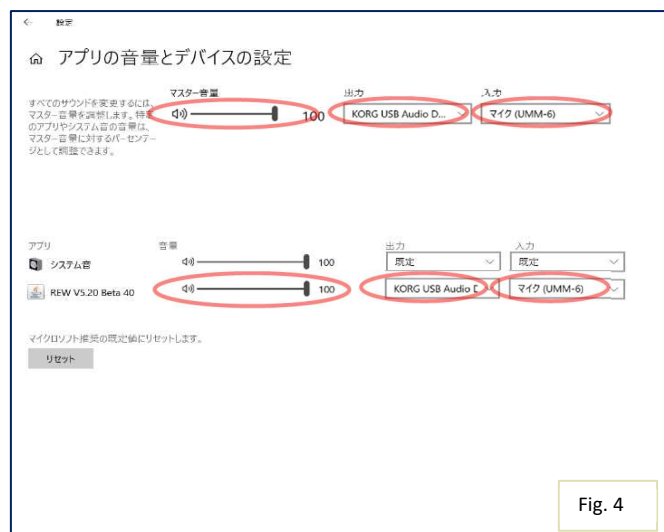 設定
アプリの音量とデバイスの設定
すべてのサウンドを変更するには、
マスター音量を調整します。特定
のアプリやシステム音の音量は、
マスター音量に対するパーセンテー
ジとして調整できます。
マスター音量 出力 入力
100 KORG USB Audio D... マイク (UMM-6)
アプリ 音量 出力 入力
システム音 100 既定 既定
REW V5.20 Beta 40 100 KORG USB Audio D マイク (UMM-6)
マイクロソフト推奨の既定値にリセットします。
リセット
Fig. 4